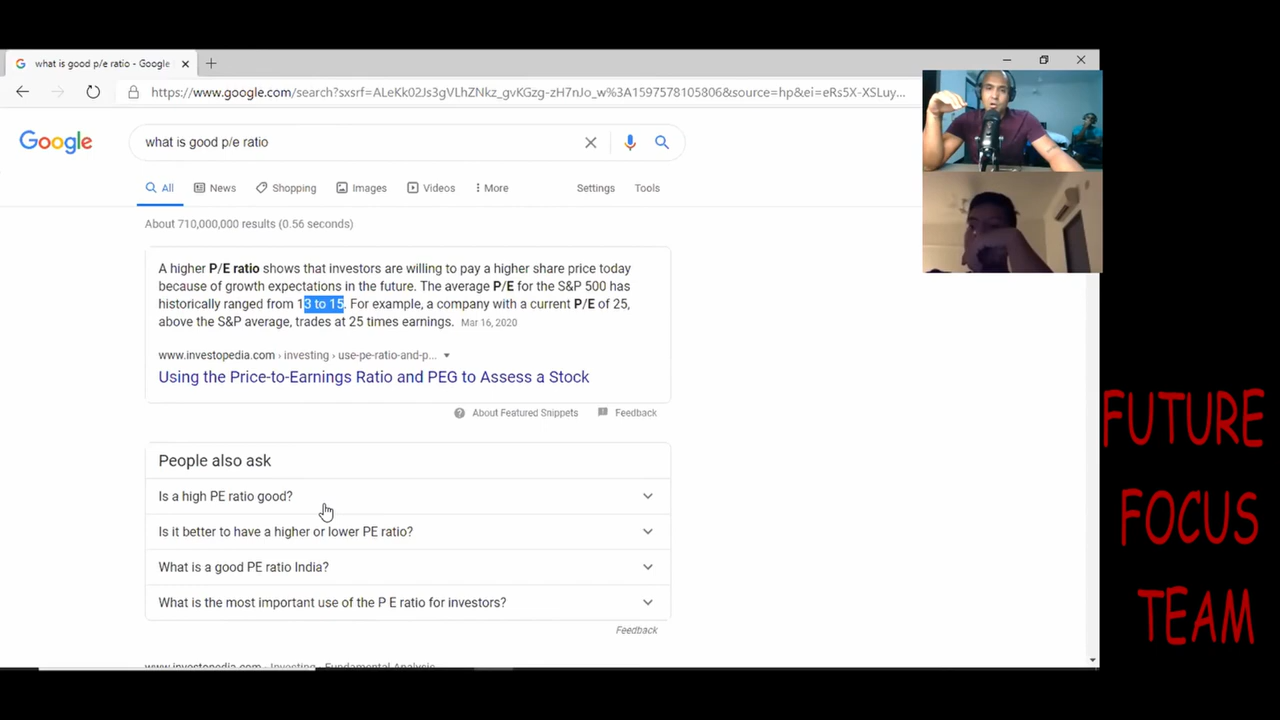 what is good p/e ratio - Google
https://www.google.com/search?sxsrf=ALeKk02Js3gVLhZNkz_gvKGzg-zH7nJo_w%3A1597578105806&source=hp&ei=eRs5X-XSLuy...
Google
what is good p/e ratio
All News Shopping Images Videos More Settings Tools
About 710,000,000 results (0.56 seconds)
A higher P/E ratio shows that investors are willing to pay a higher share price today
because of growth expectations in the future. The average P/E for the S&P 500 has
historically ranged from 13 to 15. For example, a company with a current P/E of 25,
above the S&P average, trades at 25 times earnings. Mar 16, 2020
www.investopedia.com › investing › use-pe-ratio-and-p...
Using the Price-to-Earnings Ratio and PEG to Assess a Stock
About Featured Snippets Feedback
People also ask
Is a high PE ratio good?
Is it better to have a higher or lower PE ratio?
What is a good PE ratio India?
What is the most important use of the P E ratio for investors?
Feedback
www.investopedia.com › Investing › Fundamental Analysis
FUTURE
FOCUS
TEAM